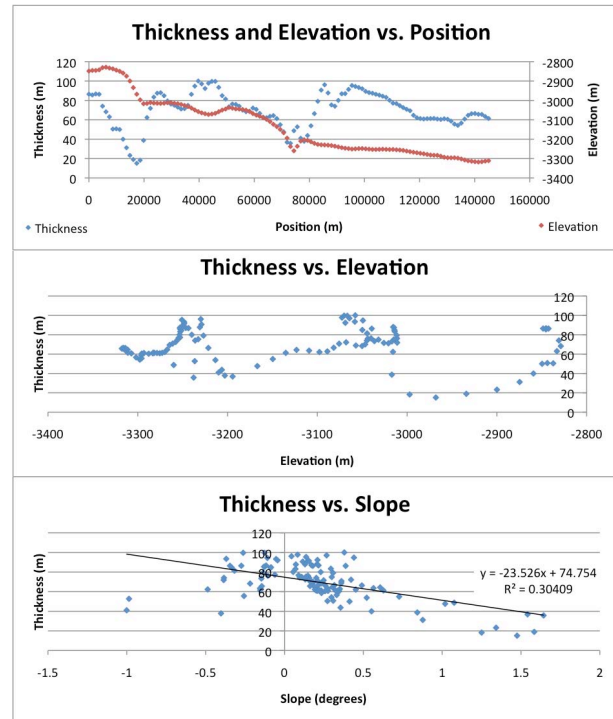 Thickness and Elevation vs. Position
Thickness (m)
120
100
80
60
40
20
0
-2800
-2900
-3000
-3100
-3200
-3300
-3400
Elevation (m)
0 20000 40000 60000 80000 100000 120000 140000 160000
Thickness
Position (m)
Elevation
Thickness vs. Elevation
Thickness (m)
120
100
80
60
40
20
0
-3400 -3300 -3200 -3100 -3000 -2900 -2800
Elevation (m)
Thickness vs. Slope
Thickness (m)
120
100
80
60
40
20
0
y = -23.526x + 74.754
R² = 0.30409
-1.5 -1 -0.5 0 0.5 1 1.5 2
Slope (degrees)